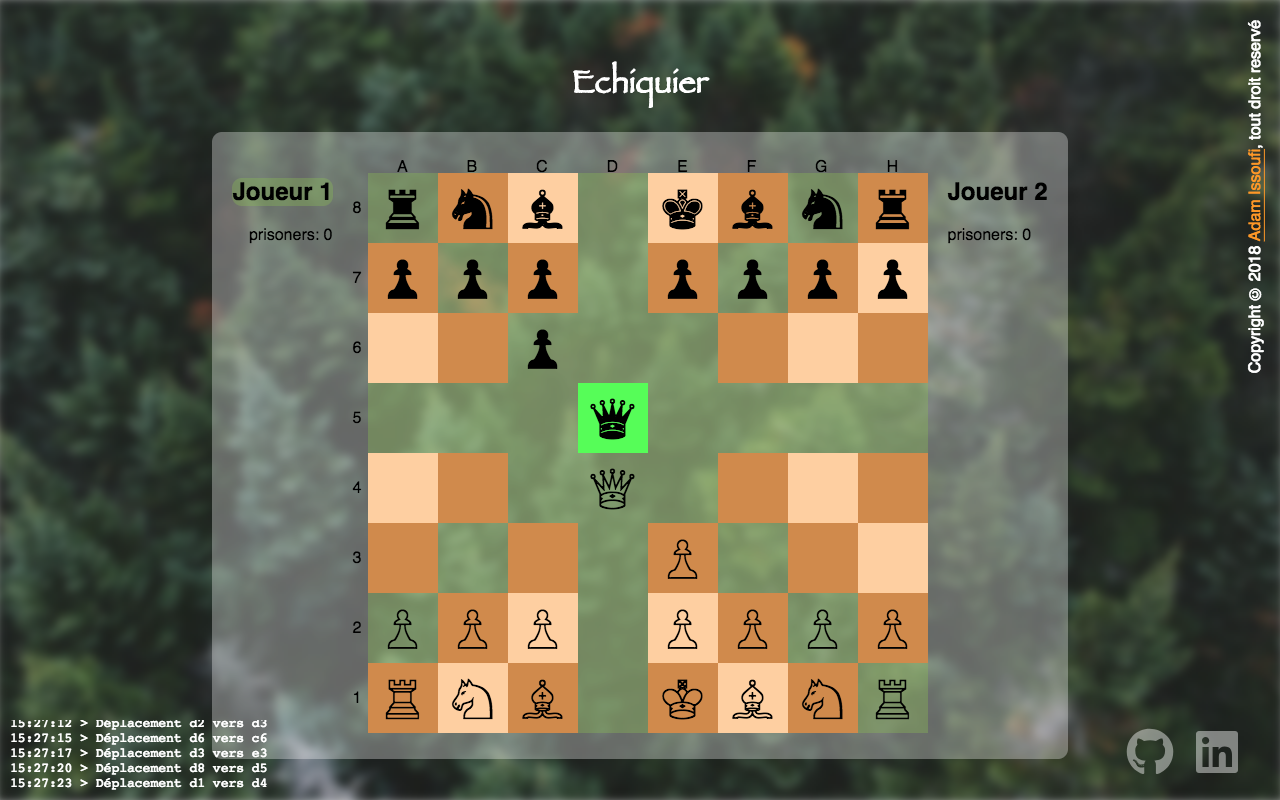 Echiquier
A B C D E F G H
Joueur 1
prisoners: 0
Joueur 2
prisoners: 0
8
7
6
5
4
3
2
1
15:27:12 > Déplacement d2 vers d3
15:27:15 > Déplacement d6 vers c6
15:27:17 > Déplacement d3 vers e3
15:27:20 > Déplacement d8 vers d5
15:27:23 > Déplacement d1 vers d4
Copyright © 2018 Adam Issoufi, tout droit reservé
in